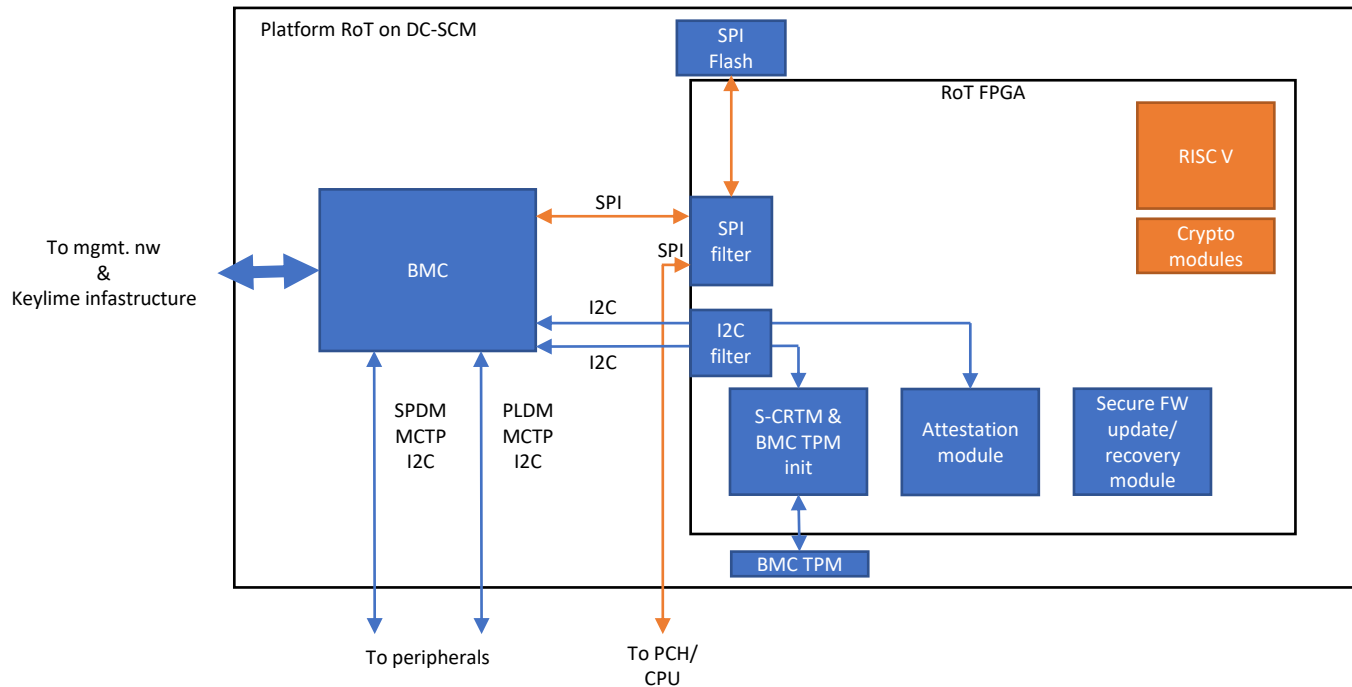 Platform RoT on DC-SCM
SPI
Flash
RoT FPGA
RISC V
Crypto
modules
SPI
SPI
SPI
filter
To mgmt. nw
&
Keylime infastructure
BMC
I2C
I2C
I2C
filter
SPDM
MCTP
I2C
PLDM
MCTP
I2C
S-CRTM &
BMC TPM
init
Attestation
module
Secure FW
update/
recovery
module
BMC TPM
To peripherals
To PCH/
CPU